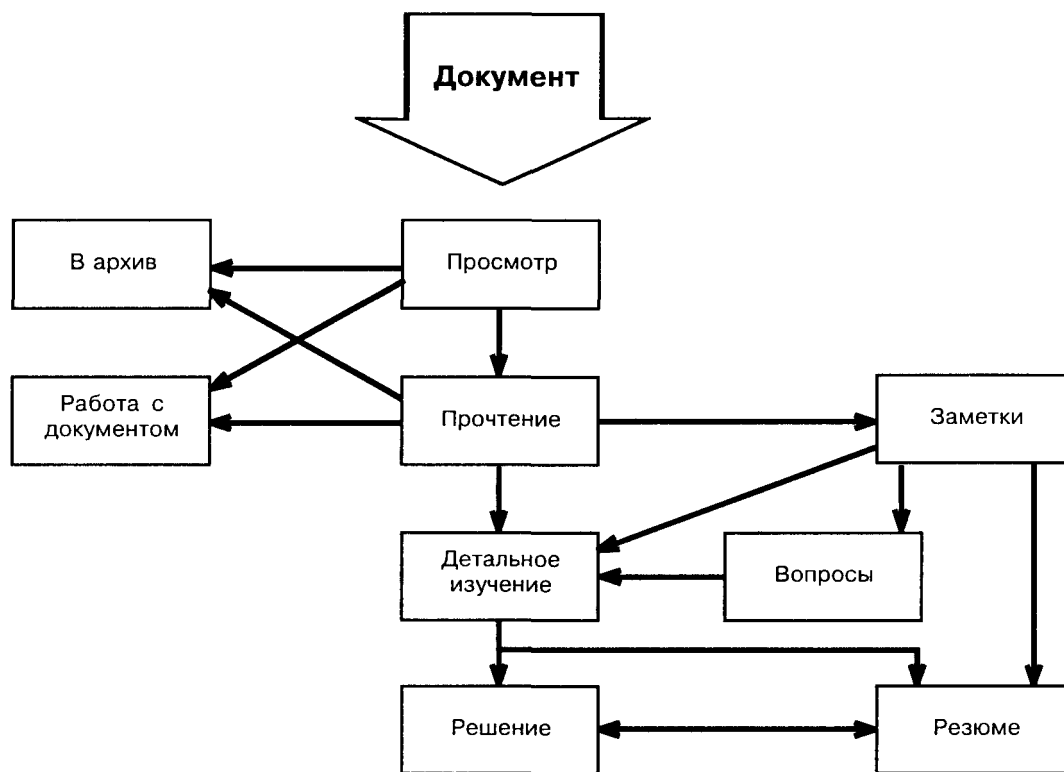 Документ
В архив
Просмотр
Работа с
документом
Прочтение
Заметки
Детальное
изучение
Вопросы
Решение
Резюме